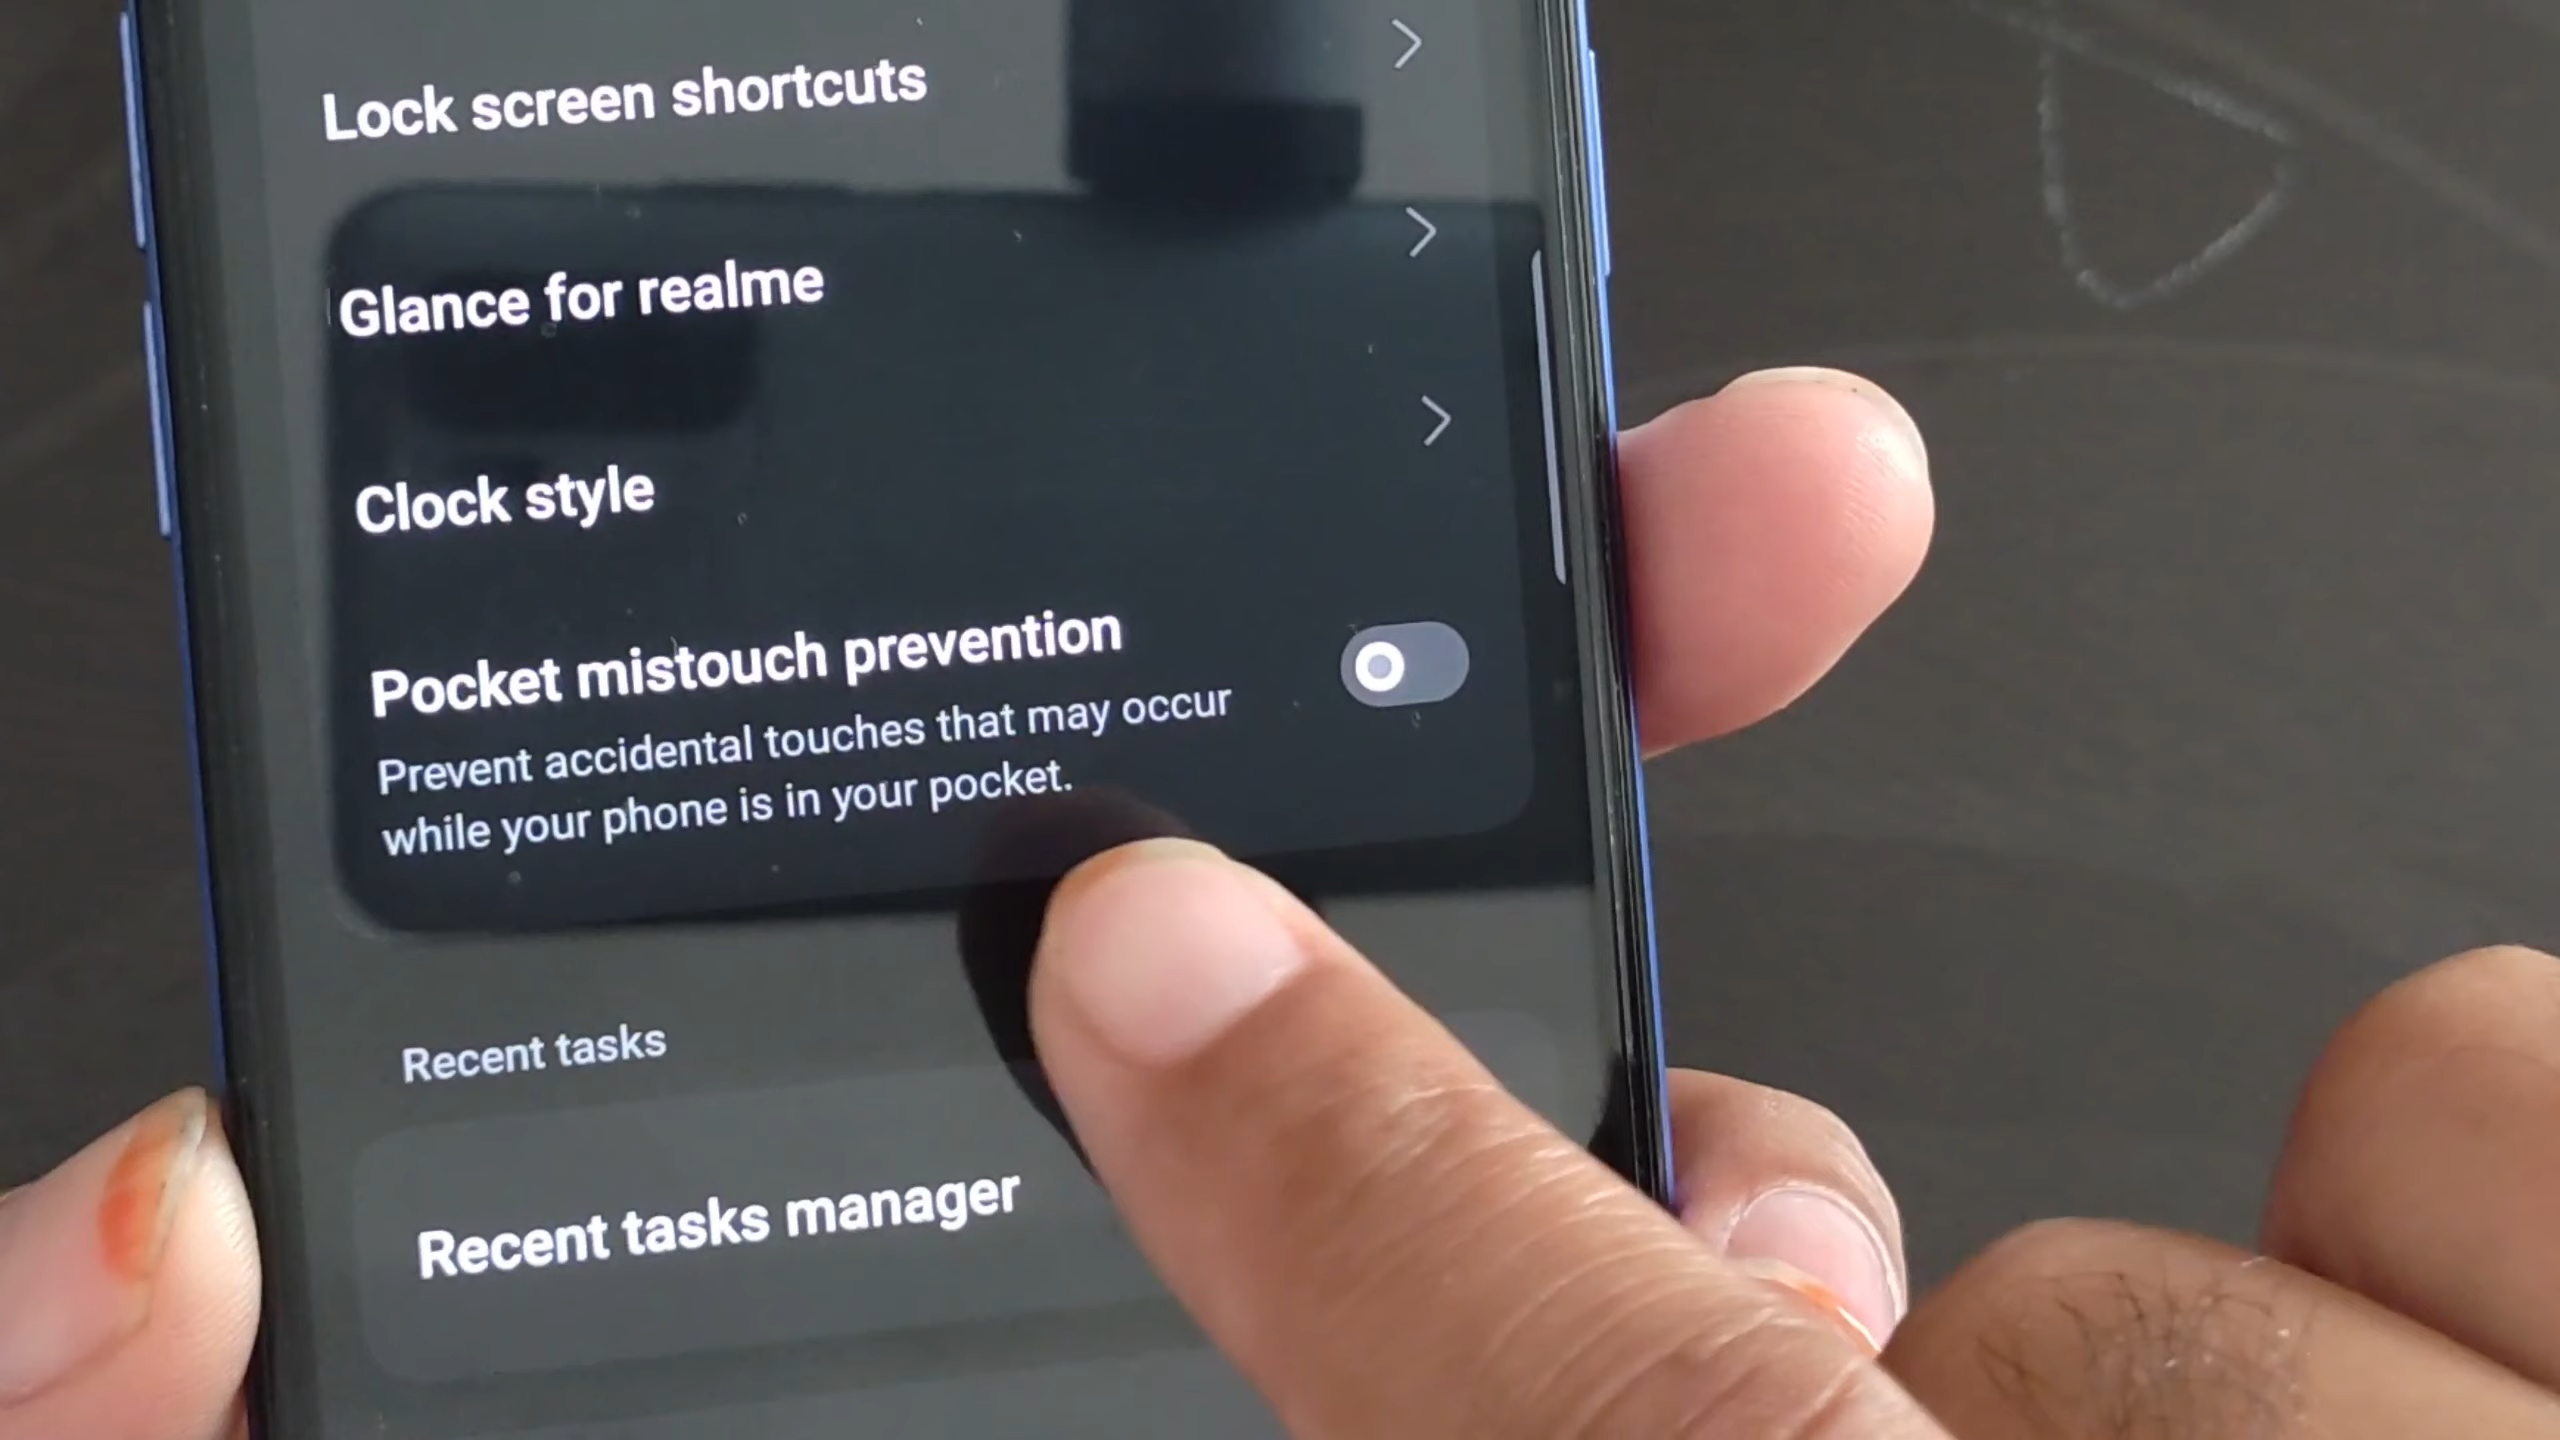 Lock screen shortcuts
Glance for realme
Clock style
Pocket mistouch prevention
Prevent accidental touches that may occur
while your phone is in your pocket.
Recent tasks
Recent tasks manager